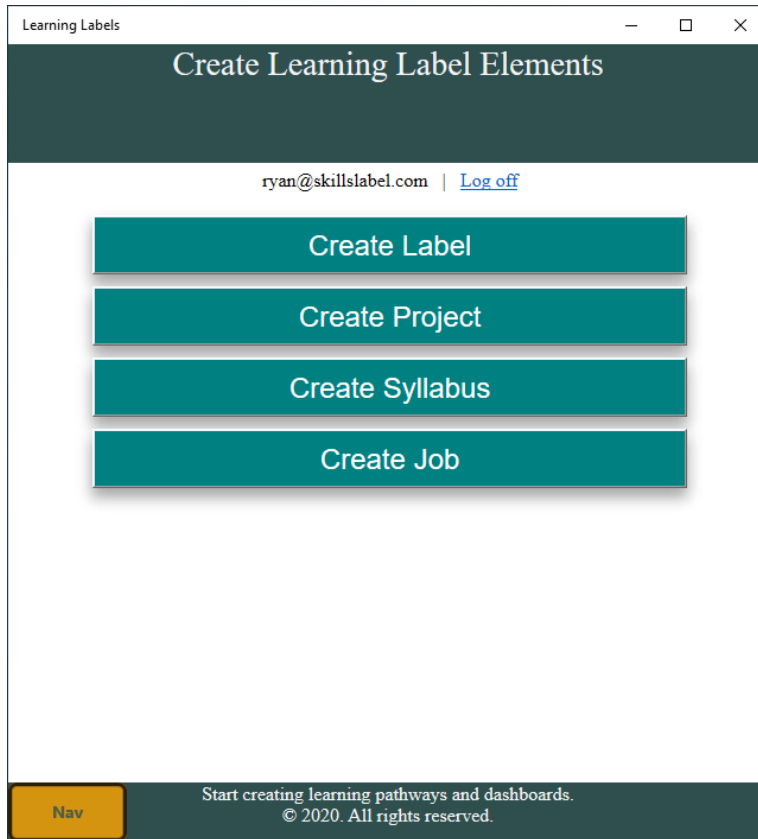 Learning Labels
Create Learning Label Elements
ryan@skillslabel.com | Log off
Create Label
Create Project
Create Syllabus
Create Job
Nav
Start creating learning pathways and dashboards.
© 2020. All rights reserved.